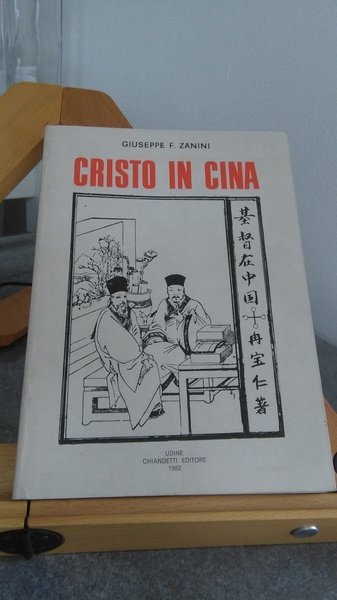 GIUSEPPE F. ZANINI
CRISTO IN CINA
基督在中国
冉宝仁著
UDINE
CHIANDETTI EDITORE
1982